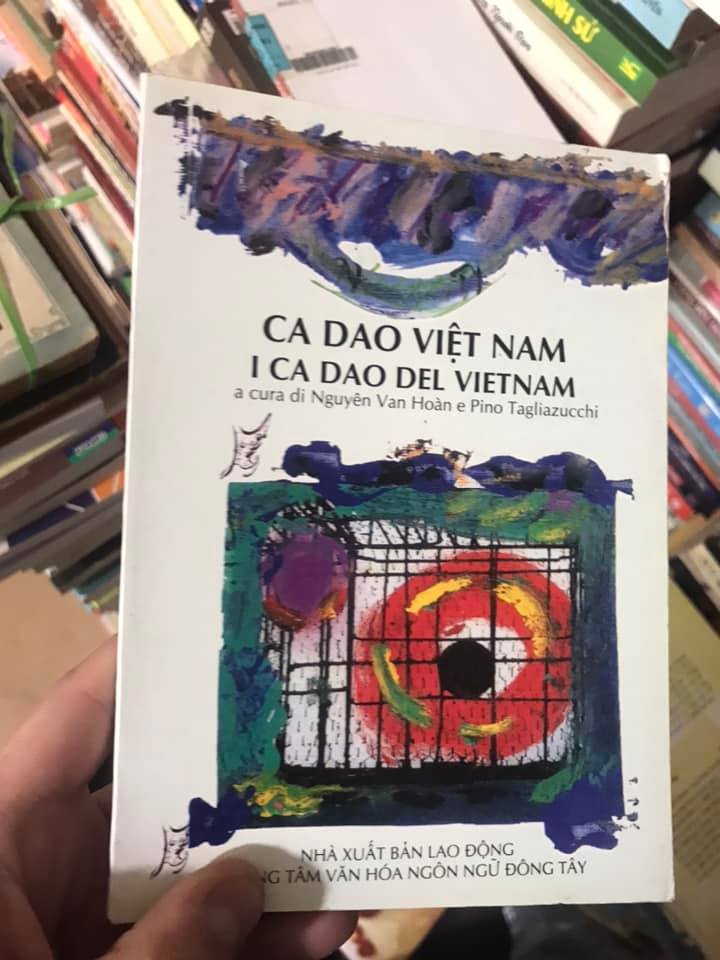 CA DAO VIỆT NAM
I CA DAO DEL VIETNAM
a cura di Nguyên Van Hoàn e Pino Tagliazucchi
NHÀ XUẤT BẢN LAO ĐỘNG
TÂM VĂN HÓA NGÔN NGỮ ĐÔNG TÂY